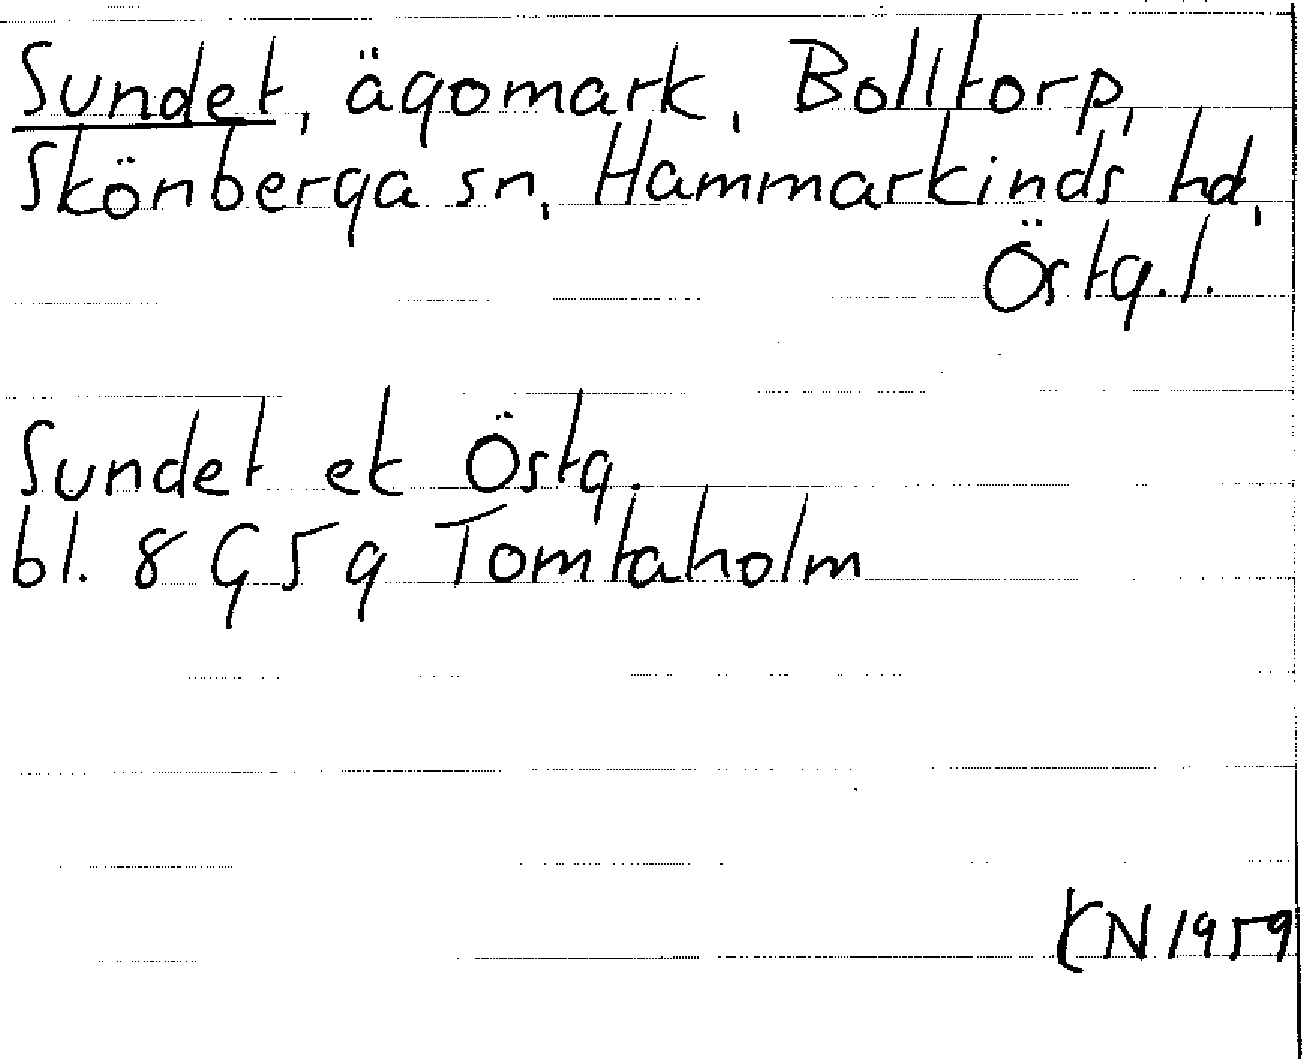 Sundet, ägomark, Bolltorp,
Skönberga sn, Hammarkinds hd,
Östg.l.
Sundet ek Östg.
bl. 8 G 5 g Tomtaholm
KN 1959